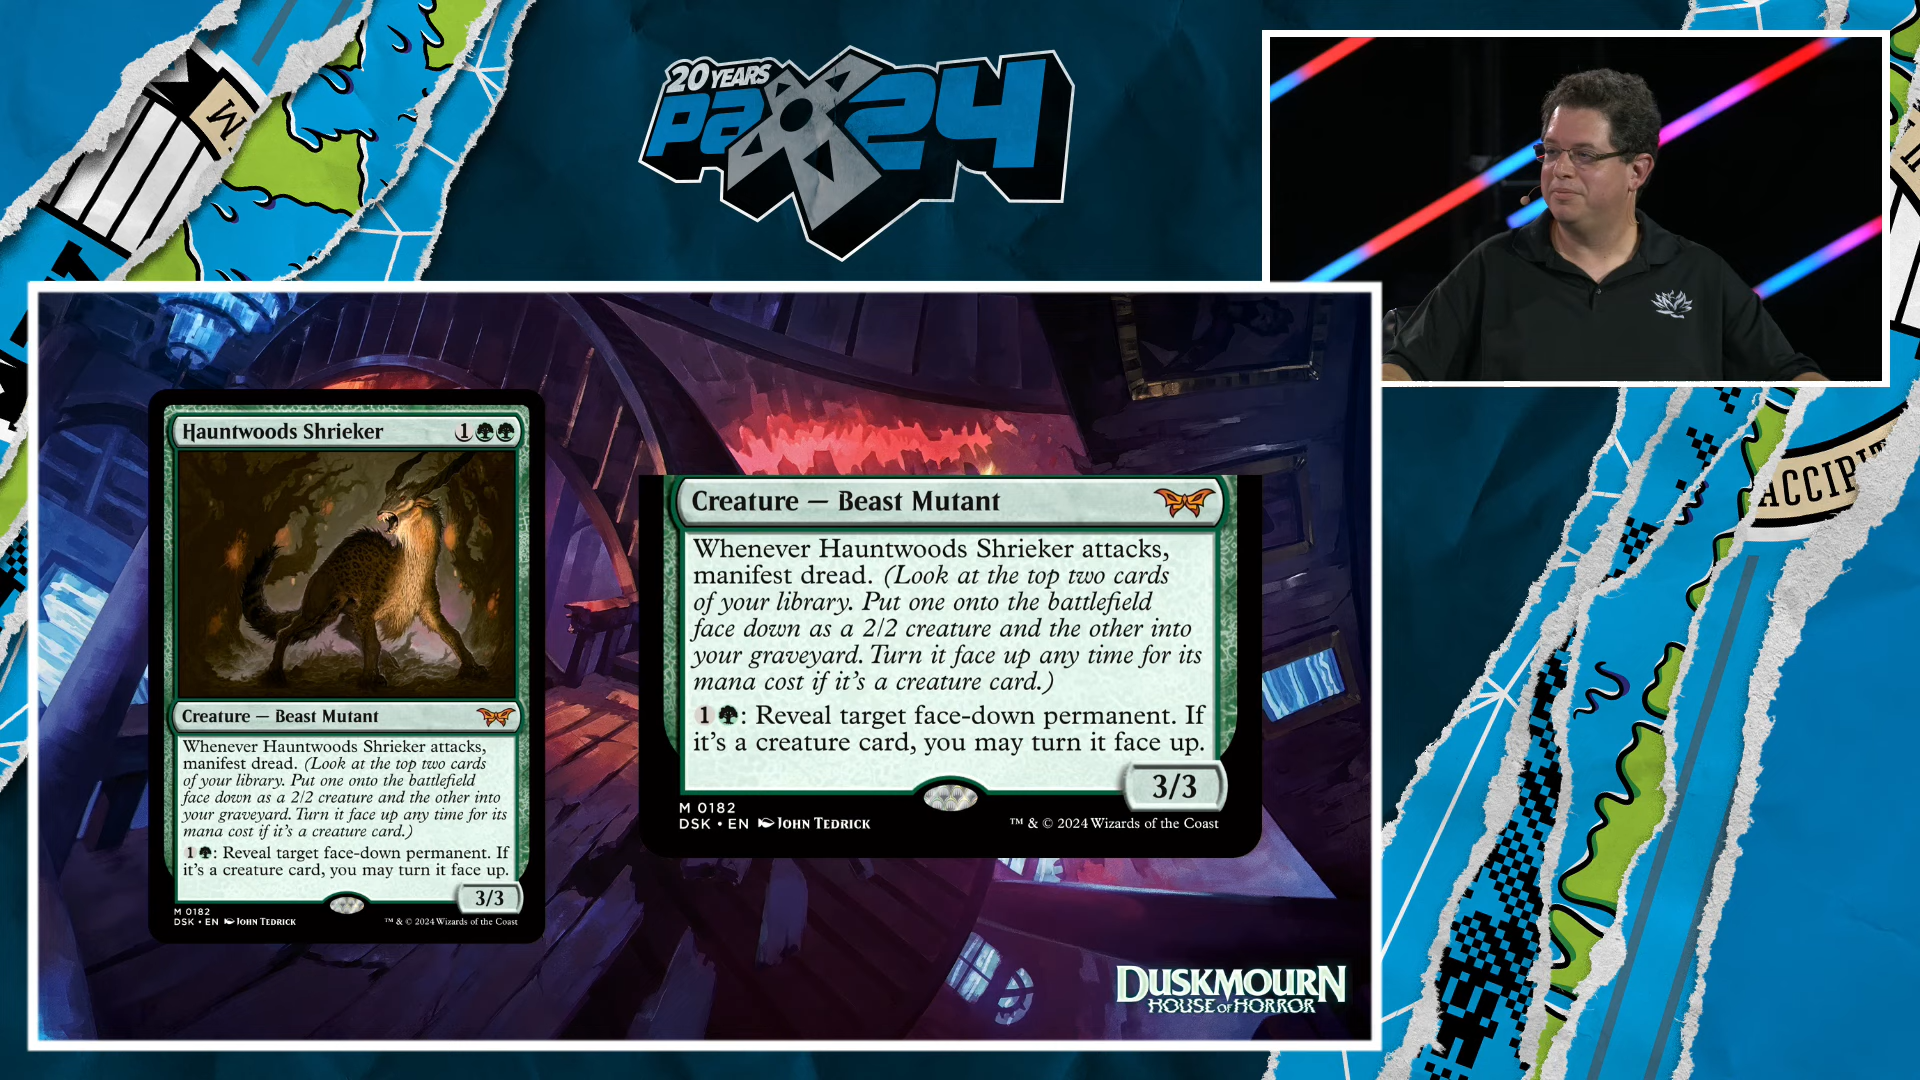 20 YEARS
PAX 24
M
Hauntwoods Shrieker 1
Creature — Beast Mutant
Whenever Hauntwoods Shrieker attacks,
manifest dread. (Look at the top two cards
of your library. Put one onto the battlefield
face down as a 2/2 creature and the other into
your graveyard. Turn it face up any time for its
mana cost if it's a creature card.)
1: Reveal target face-down permanent. If
it's a creature card, you may turn it face up.
3/3
M 0182
DSK • EN JOHN TEDRICK
™ & © 2024 Wizards of the Coast
Creature — Beast Mutant
Whenever Hauntwoods Shrieker attacks,
manifest dread. (Look at the top two cards
of your library. Put one onto the battlefield
face down as a 2/2 creature and the other into
your graveyard. Turn it face up any time for its
mana cost if it's a creature card.)
1: Reveal target face-down permanent. If
it's a creature card, you may turn it face up.
3/3
M 0182
DSK • EN JOHN TEDRICK
™ & © 2024 Wizards of the Coast
DUSKMOURN
HOUSE OF HORROR